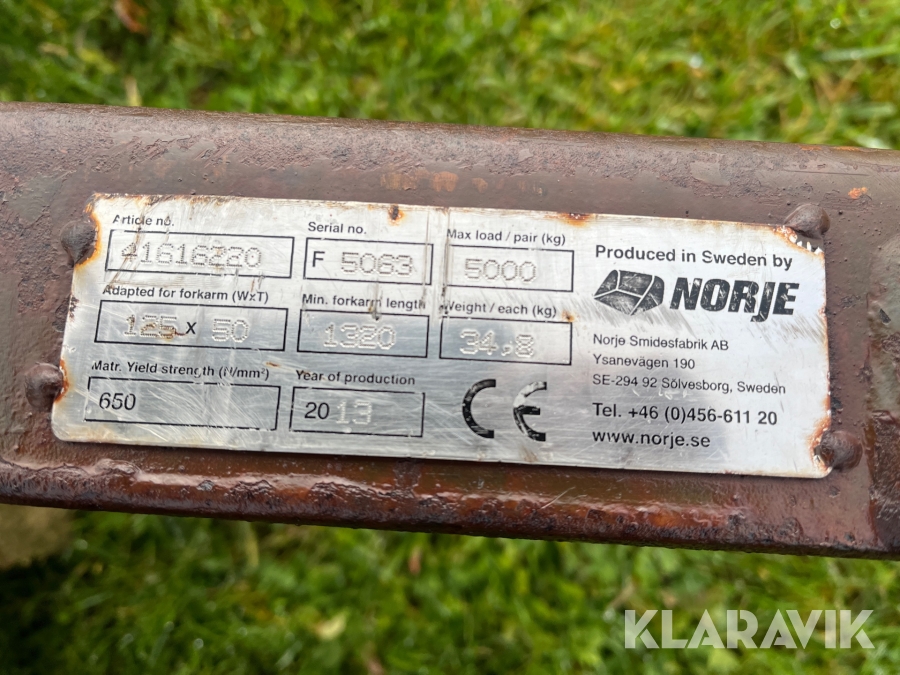 Article no.
41616220
Serial no.
F 5063
Max load / pair (kg)
5000
Adapted for forkarm (WxT)
125 x 50
Min. forkarm length
1320
Weight / each (kg)
34,8
Matr. Yield strength (N/mm²)
650
Year of production
2013
CE
Produced in Sweden by
NORJE
Norje Smidesfabrik AB
Ysanevägen 190
SE-294 92 Sölvesborg, Sweden
Tel. +46 (0)456-611 20
www.norje.se
KLARAVIK